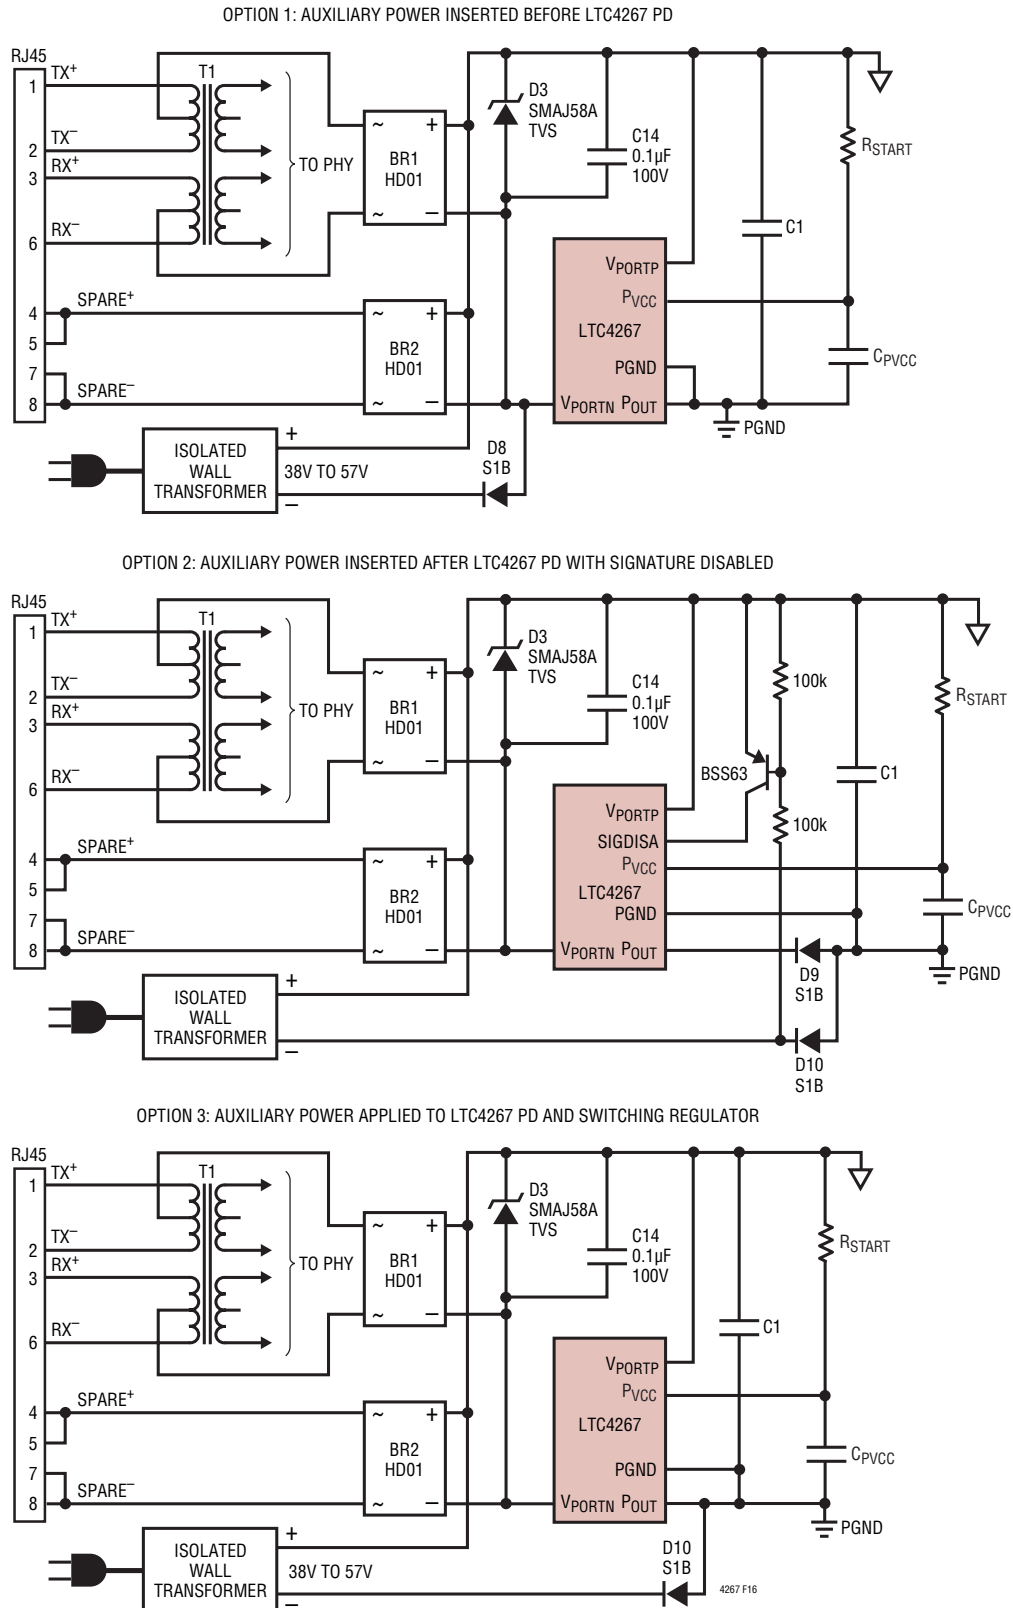 OPTION 1: AUXILIARY POWER INSERTED BEFORE LTC4267 PD
RJ45
TX+
1
TX–
2
RX+
3
RX–
6
T1
TO PHY
~ +
BR1
HD01
~ –
D3
SMAJ58A
TVS
C14
0.1µF
100V
RSTART
C1
VPORTP
PVCC
LTC4267
PGND
VPORTN POUT
CPVCC
PGND
SPARE+
4
5
7
SPARE–
8
~ +
BR2
HD01
~ –
ISOLATED
WALL
TRANSFORMER
+
38V TO 57V
–
D8
S1B
OPTION 2: AUXILIARY POWER INSERTED AFTER LTC4267 PD WITH SIGNATURE DISABLED
RJ45
TX+
1
TX–
2
RX+
3
RX–
6
T1
TO PHY
~ +
BR1
HD01
~ –
D3
SMAJ58A
TVS
C14
0.1µF
100V
100k
RSTART
BSS63
C1
100k
VPORTP
SIGDISA
PVCC
LTC4267
PGND
VPORTN POUT
CPVCC
PGND
SPARE+
4
5
7
SPARE–
8
~ +
BR2
HD01
~ –
D9
S1B
ISOLATED
WALL
TRANSFORMER
+
–
D10
S1B
OPTION 3: AUXILIARY POWER APPLIED TO LTC4267 PD AND SWITCHING REGULATOR
RJ45
TX+
1
TX–
2
RX+
3
RX–
6
T1
TO PHY
~ +
BR1
HD01
~ –
D3
SMAJ58A
TVS
C14
0.1µF
100V
RSTART
C1
VPORTP
PVCC
LTC4267
PGND
VPORTN POUT
CPVCC
PGND
SPARE+
4
5
7
SPARE–
8
~ +
BR2
HD01
~ –
ISOLATED
WALL
TRANSFORMER
+
38V TO 57V
–
D10
S1B
4267 F16